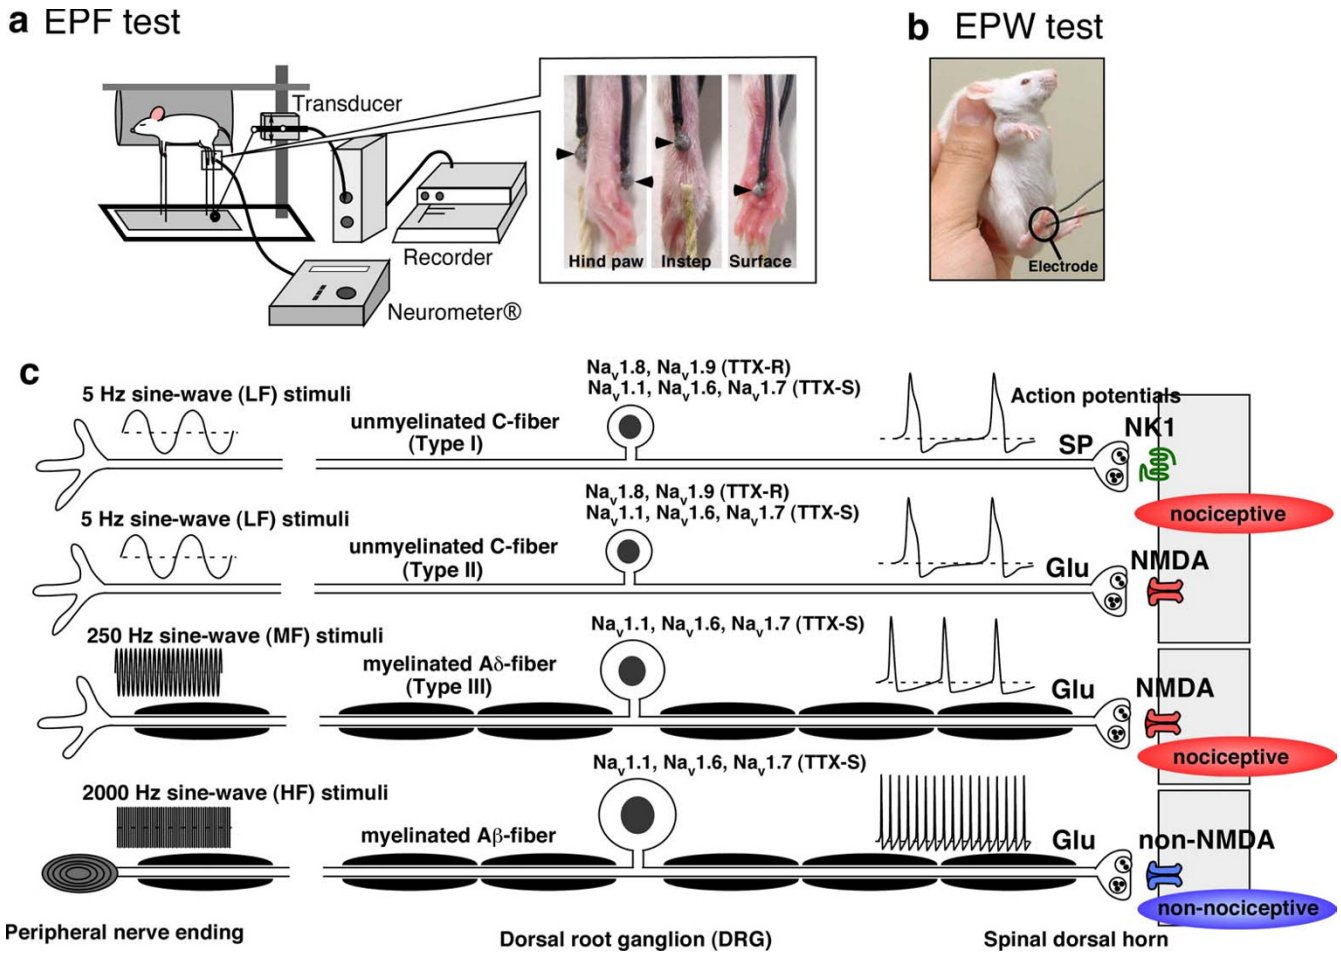 a EPF test
b EPW test
Transducer
Recorder
Neurometer®
Hind paw
Instep
Surface
Electrode
c
5 Hz sine-wave (LF) stimuli
unmyelinated C-fiber
(Type I)
Nav1.8, Nav1.9 (TTX-R)
Nav1.1, Nav1.6, Nav1.7 (TTX-S)
Action potentials
SP
NK1
nociceptive
5 Hz sine-wave (LF) stimuli
unmyelinated C-fiber
(Type II)
Nav1.8, Nav1.9 (TTX-R)
Nav1.1, Nav1.6, Nav1.7 (TTX-S)
Glu
NMDA
250 Hz sine-wave (MF) stimuli
myelinated Aδ-fiber
(Type III)
Nav1.1, Nav1.6, Nav1.7 (TTX-S)
Glu
NMDA
nociceptive
2000 Hz sine-wave (HF) stimuli
myelinated Aβ-fiber
Nav1.1, Nav1.6, Nav1.7 (TTX-S)
Glu
non-NMDA
non-nociceptive
Peripheral nerve ending
Dorsal root ganglion (DRG)
Spinal dorsal horn